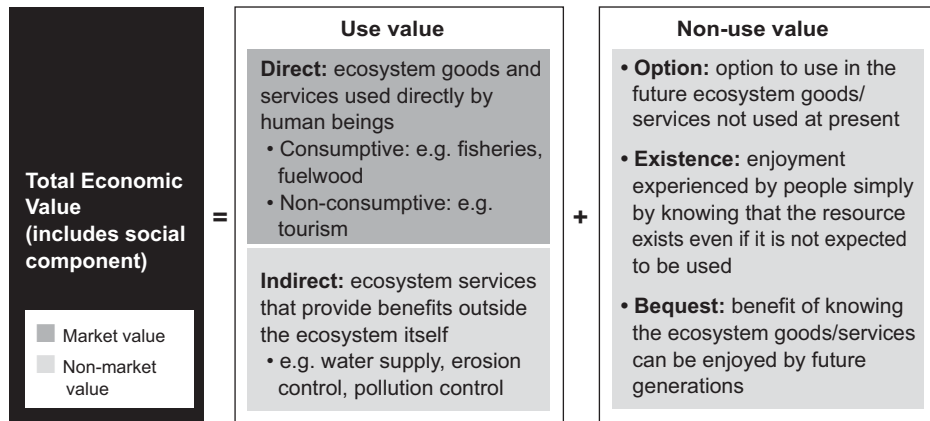 Total Economic
Value
(includes social
component)
Market value
Non-market
value
=
Use value
Direct: ecosystem goods and
services used directly by
human beings
• Consumptive: e.g. fisheries,
fuelwood
• Non-consumptive: e.g.
tourism
Indirect: ecosystem services
that provide benefits outside
the ecosystem itself
• e.g. water supply, erosion
control, pollution control
+
Non-use value
• Option: option to use in the
future ecosystem goods/
services not used at present
• Existence: enjoyment
experienced by people simply
by knowing that the resource
exists even if it is not expected
to be used
• Bequest: benefit of knowing
the ecosystem goods/services
can be enjoyed by future
generations